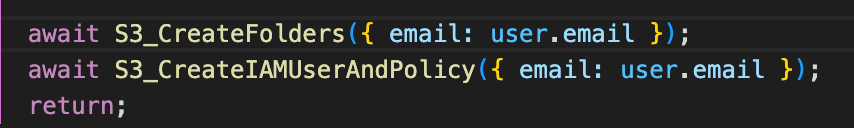 await S3_CreateFolders({ email: user.email });
await S3_CreateIAMUserAndPolicy({ email: user.email });
return;